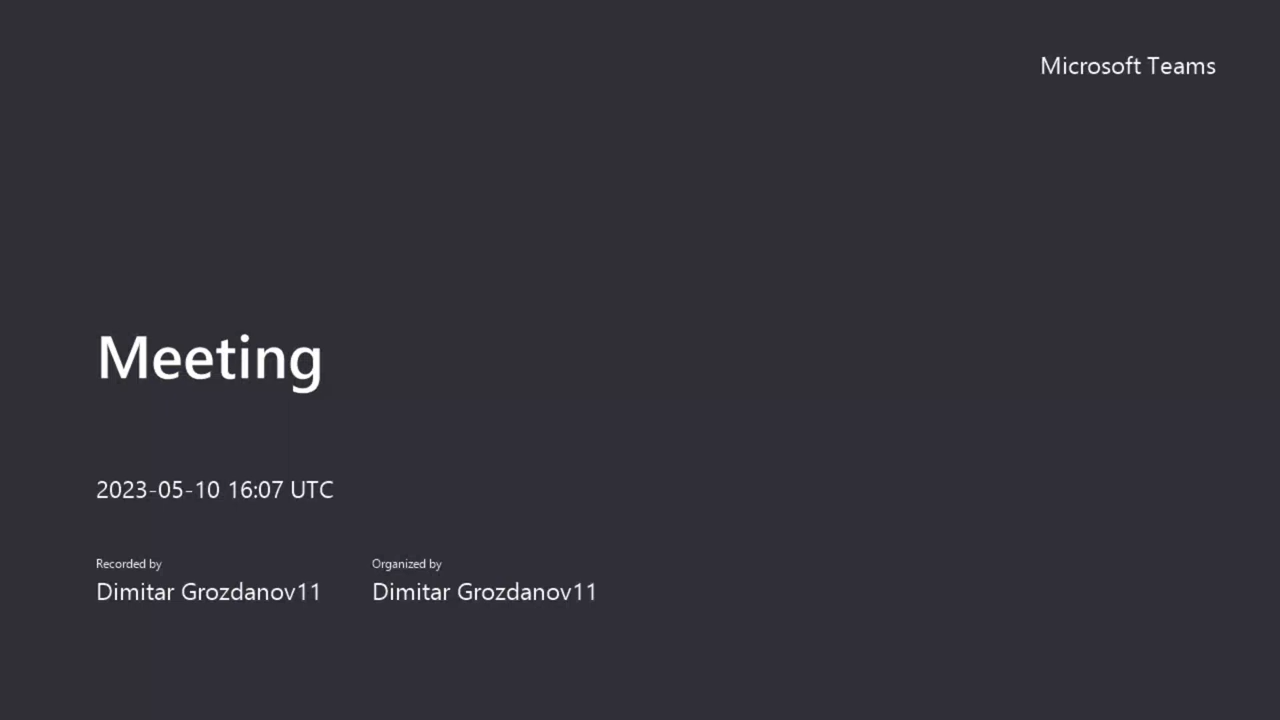 Microsoft Teams
Meeting
2023-05-10 16:07 UTC
Recorded by
Dimitar Grozdanov11
Organized by
Dimitar Grozdanov11